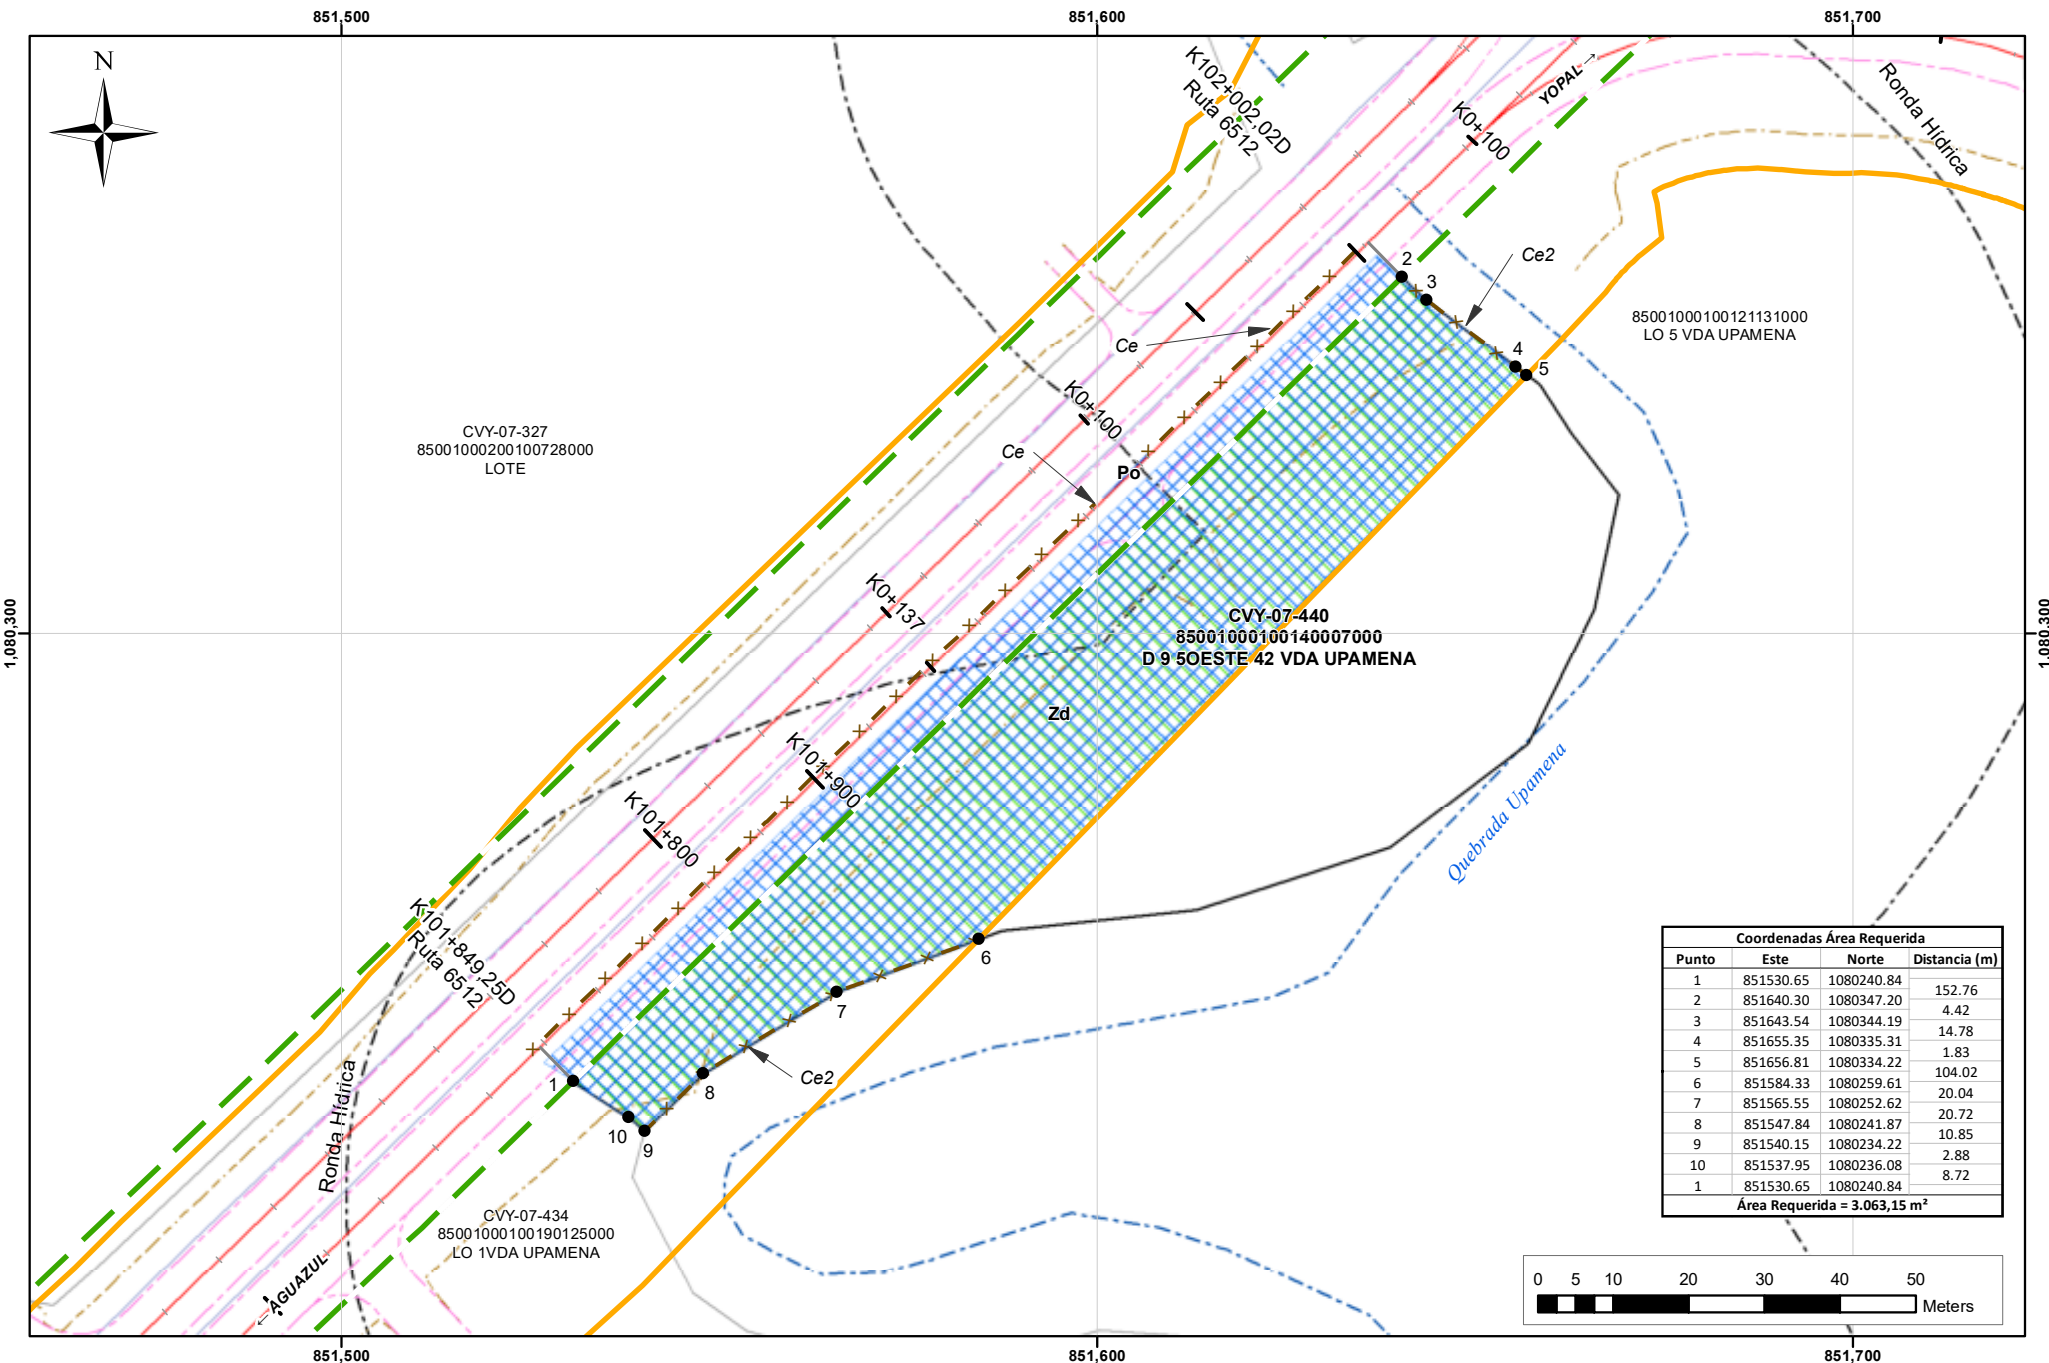 851,500
851,600
851,700
N
K102+002,02D
Ruta 6512
YOPAL →
K0+100
Ronda Hídrica
Ce2
2
3
4
5
85001000100121131000
LO 5 VDA UPAMENA
Ce
K0+100
CVY-07-327
85001000200100728000
LOTE
Ce
Po
K0+137
1,080,300
1,080,300
CVY-07-440
85001000100140007000
D 9 5OESTE 42 VDA UPAMENA
Zd
K101+900
K101+800
Quebrada Upamena
K101+849,25D
Ruta 6512
6
7
8
Ce2
1
10
9
Ronda Hídrica
CVY-07-434
85001000100190125000
LO 1VDA UPAMENA
← AGUAZUL
Coordenadas Área Requerida
Punto Este Norte Distancia (m)
1 851530.65 1080240.84
152.76
2 851640.30 1080347.20
4.42
3 851643.54 1080344.19
14.78
4 851655.35 1080335.31
1.83
5 851656.81 1080334.22
104.02
6 851584.33 1080259.61
20.04
7 851565.55 1080252.62
20.72
8 851547.84 1080241.87
10.85
9 851540.15 1080234.22
2.88
10 851537.95 1080236.08
8.72
1 851530.65 1080240.84
Área Requerida = 3.063,15 m²
0 5 10 20 30 40 50
Meters
851,500
851,600
851,700